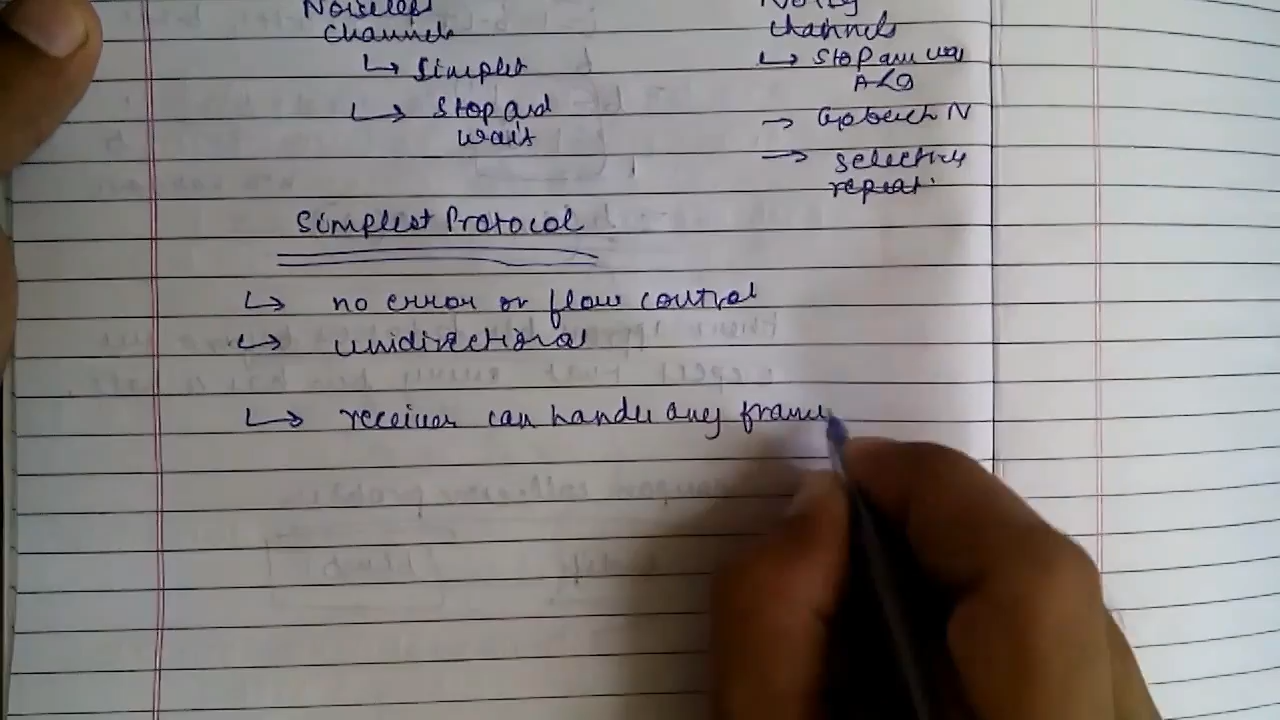 Noiseless
channels
↳ Simplest
↳ Stop and
wait
Noisy
channels
↳ Stop and wait
ARQ
→ Go back N
→ Selective
repeat.
Simplest Protocol
↳ no error or flow control
↳ unidirectional
↳ receiver can handle any frame